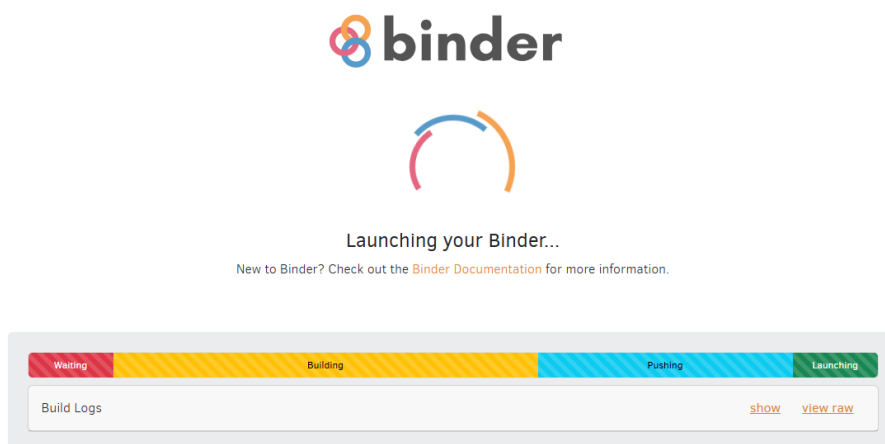 binder
Launching your Binder...
New to Binder? Check out the Binder Documentation for more information.
Waiting Building Pushing Launching
Build Logs show view raw